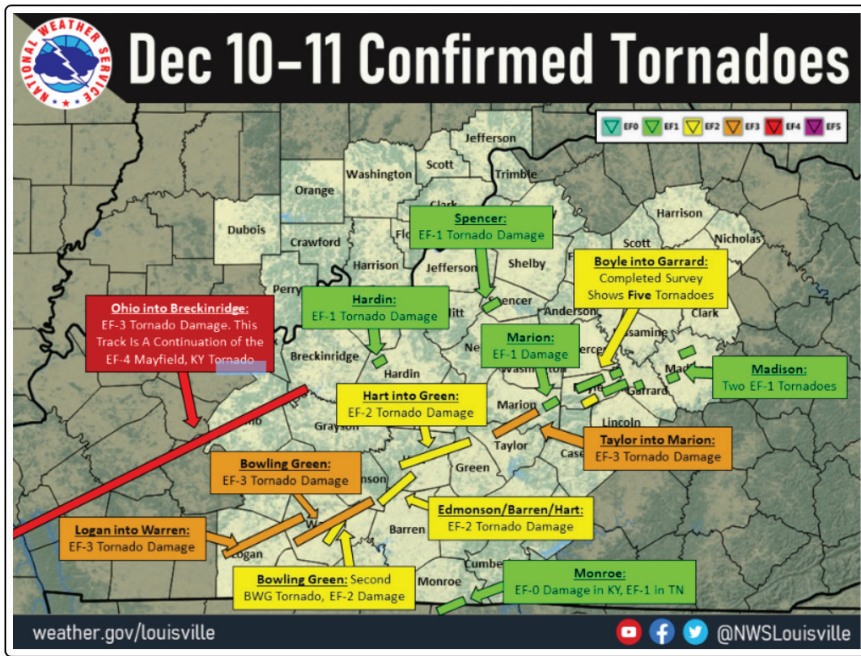 NATIONAL WEATHER SERVICE
Dec 10-11 Confirmed Tornadoes
EF0 EF1 EF2 EF3 EF4 EF5
Jefferson
Scott
Trimble
Washington
Orange
Clark
Harrison
Dubois
Crawford
Nicholas
Spencer:
EF-1 Tornado Damage
Scott
Boyle into Garrard:
Completed Survey
Shows Five Tornadoes
Harrison
Jefferson
Shelby
Perry
Ohio into Breckinridge:
EF-3 Tornado Damage. This
Track Is A Continuation of the
EF-4 Mayfield, KY Tornado
Hardin:
EF-1 Tornado Damage
Spencer
Anderson
Clark
Marion:
EF-1 Damage
Breckinridge
Hardin
Madison:
Two EF-1 Tornadoes
Garrard
Hart into Green:
EF-2 Tornado Damage
Marion
Lincoln
Grayson
Taylor
Taylor into Marion:
EF-3 Tornado Damage
Bowling Green:
EF-3 Tornado Damage
Green
Edmonson/Barren/Hart:
EF-2 Tornado Damage
Logan into Warren:
EF-3 Tornado Damage
Barren
Logan
Bowling Green: Second
BWG Tornado, EF-2 Damage
Monroe
Monroe:
EF-0 Damage in KY, EF-1 in TN
weather.gov/louisville
@NWSLouisville